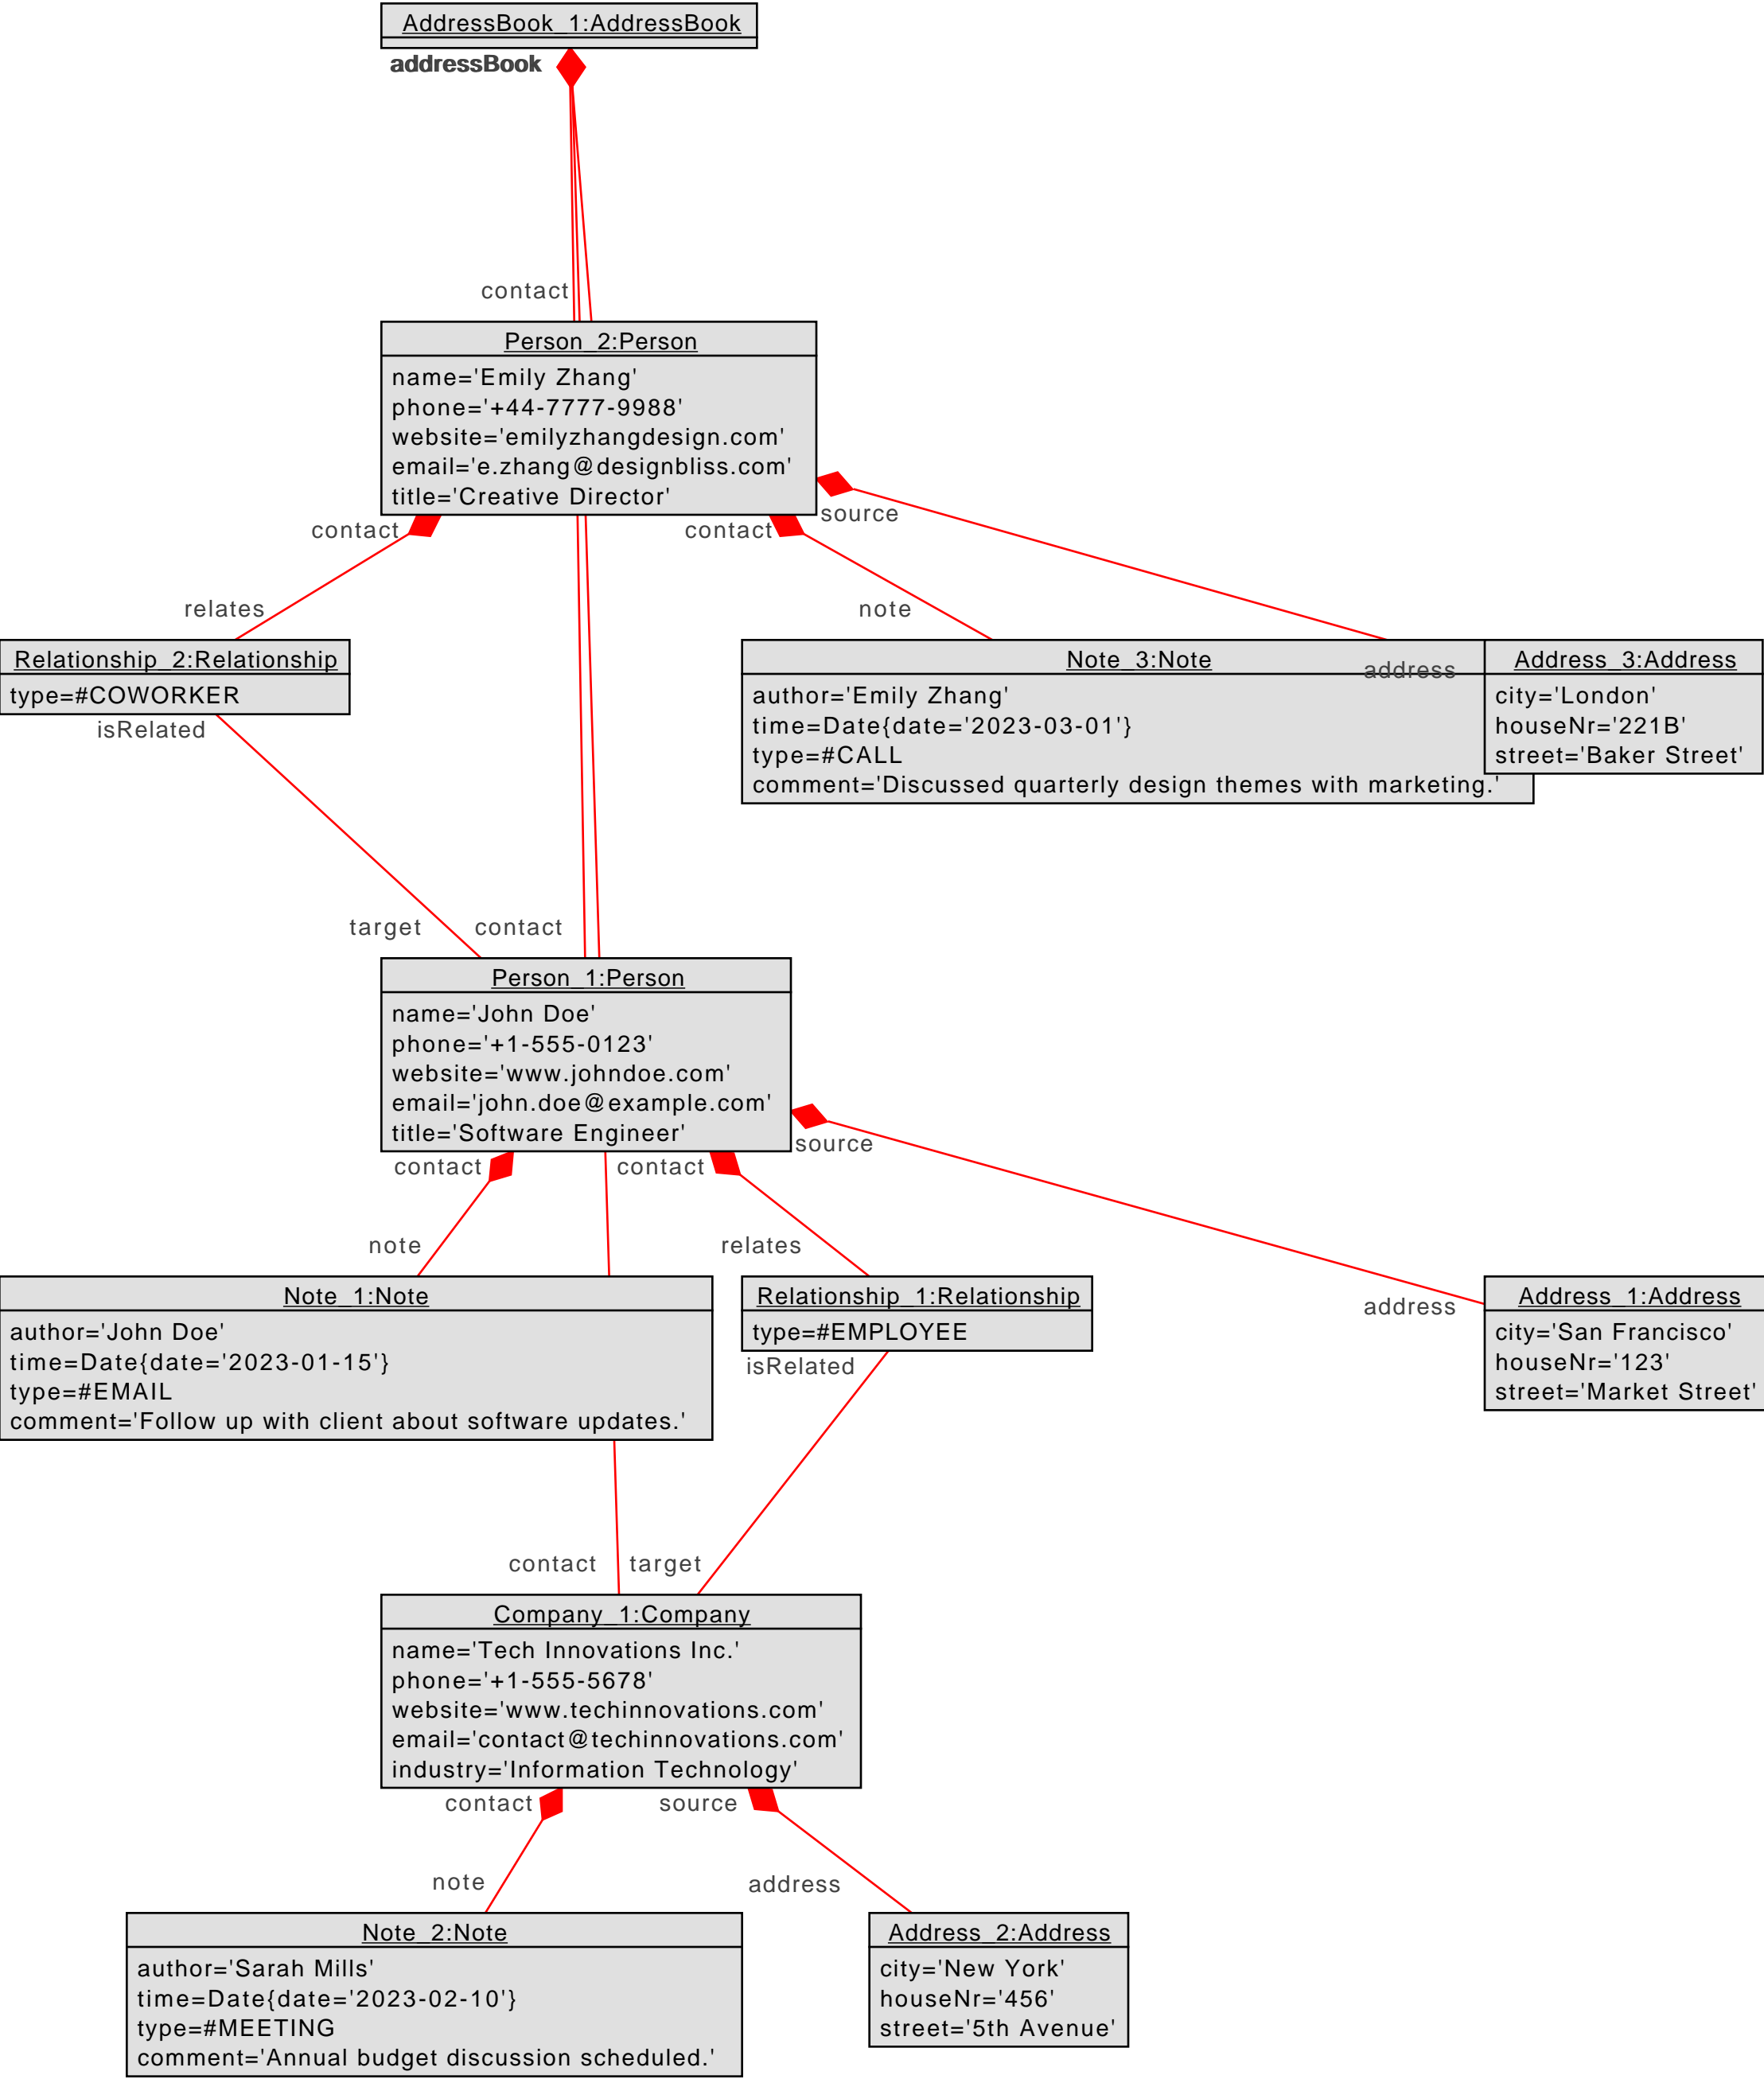 AddressBook_1:AddressBook
addressBook
contact
Person_2:Person
name='Emily Zhang'
phone='+44-7777-9988'
website='emilyzhangdesign.com'
email='e.zhang@designbliss.com'
title='Creative Director'
contact
contact
source
relates
note
address
Relationship_2:Relationship
type=#COWORKER
isRelated
Note_3:Note
author='Emily Zhang'
time=Date{date='2023-03-01'}
type=#CALL
comment='Discussed quarterly design themes with marketing.'
Address_3:Address
city='London'
houseNr='221B'
street='Baker Street'
target
contact
Person_1:Person
name='John Doe'
phone='+1-555-0123'
website='www.johndoe.com'
email='john.doe@example.com'
title='Software Engineer'
contact
contact
source
note
relates
address
Note_1:Note
author='John Doe'
time=Date{date='2023-01-15'}
type=#EMAIL
comment='Follow up with client about software updates.'
Relationship_1:Relationship
type=#EMPLOYEE
isRelated
Address_1:Address
city='San Francisco'
houseNr='123'
street='Market Street'
contact
target
Company_1:Company
name='Tech Innovations Inc.'
phone='+1-555-5678'
website='www.techinnovations.com'
email='contact@techinnovations.com'
industry='Information Technology'
contact
source
note
address
Note_2:Note
author='Sarah Mills'
time=Date{date='2023-02-10'}
type=#MEETING
comment='Annual budget discussion scheduled.'
Address_2:Address
city='New York'
houseNr='456'
street='5th Avenue'